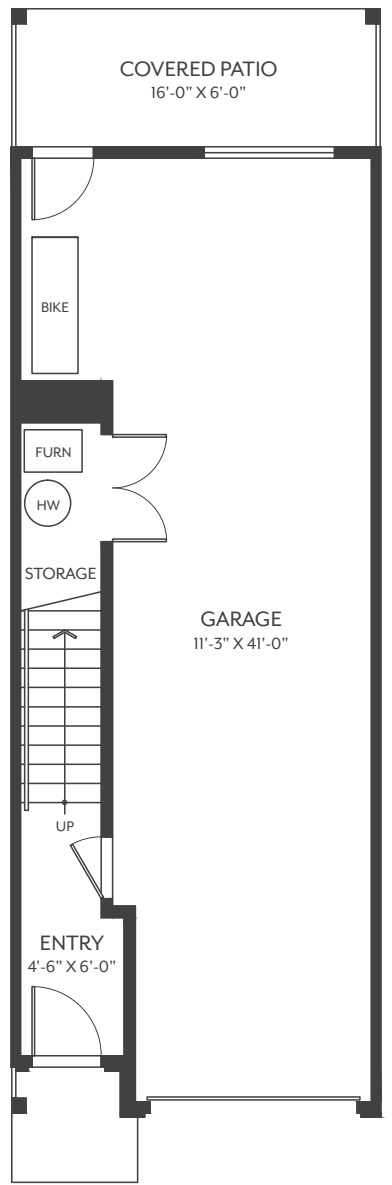 COVERED PATIO
16'-0" X 6'-0"
BIKE
FURN
HW
STORAGE
GARAGE
11'-3" X 41'-0"
UP
ENTRY
4'-6" X 6'-0"